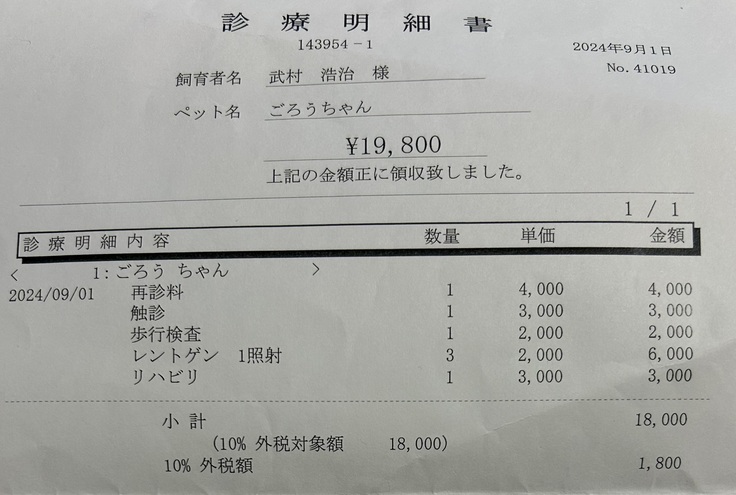 診療明細書
143954-1
2024年9月1日
No.41019
飼育者名 武村 浩治 様
ペット名 ごろうちゃん
¥19,800
上記の金額正に領収致しました。
1 / 1
診療明細内容 数量 単価 金額
< 1:ごろう ちゃん >
2024/09/01 再診料 1 4,000 4,000
触診 1 3,000 3,000
歩行検査 1 2,000 2,000
レントゲン 1照射 3 2,000 6,000
リハビリ 1 3,000 3,000
小 計 18,000
(10% 外税対象額 18,000)
10% 外税額 1,800